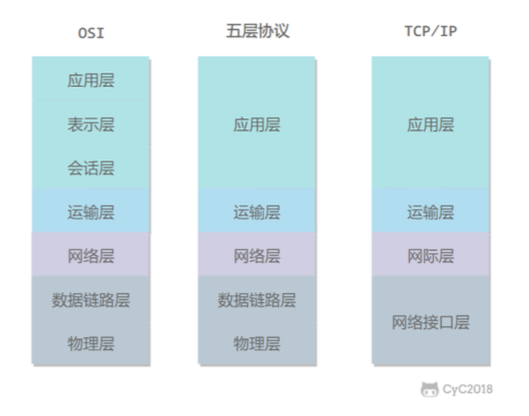 OSI
五层协议
TCP/IP
应用层
表示层
会话层
运输层
网络层
数据链路层
物理层
应用层
运输层
网络层
数据链路层
物理层
应用层
运输层
网际层
网络接口层
CyC2018